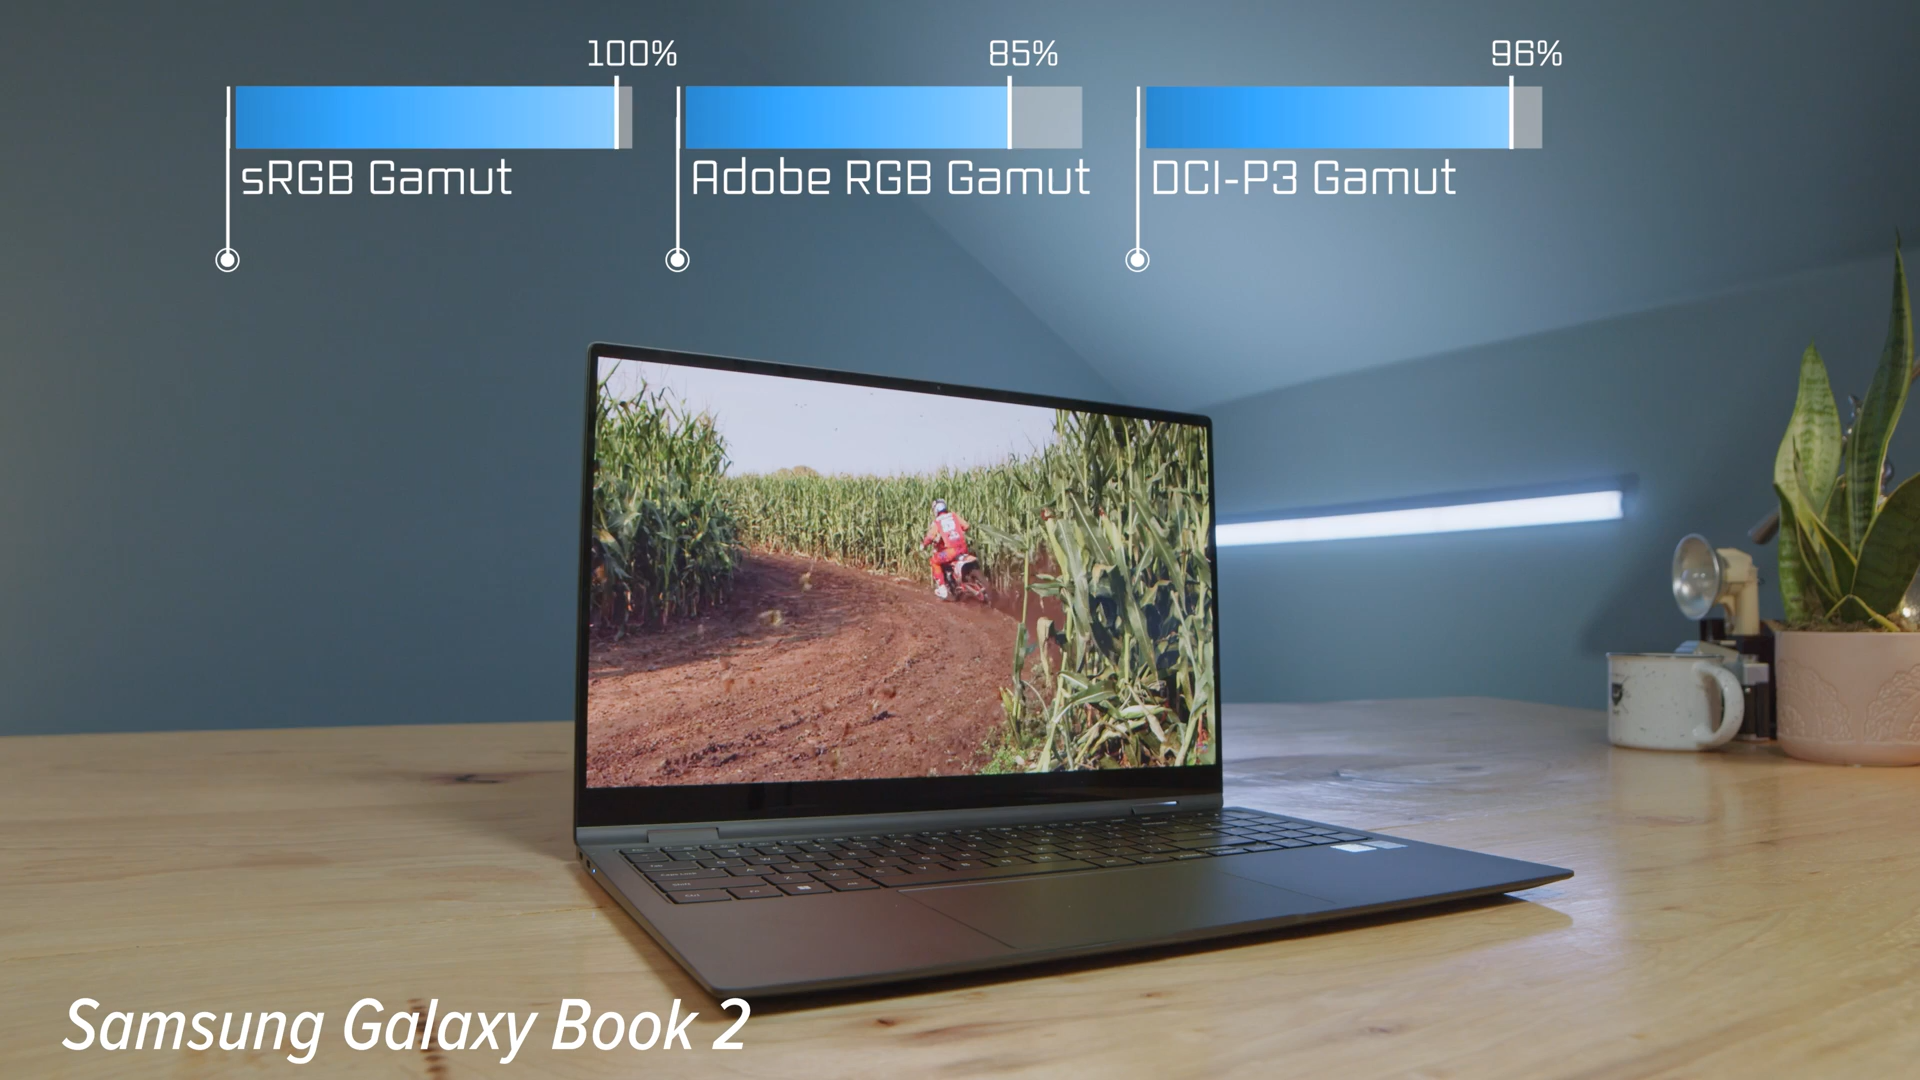 100%
85%
96%
sRGB Gamut
Adobe RGB Gamut
DCI-P3 Gamut
Samsung Galaxy Book 2